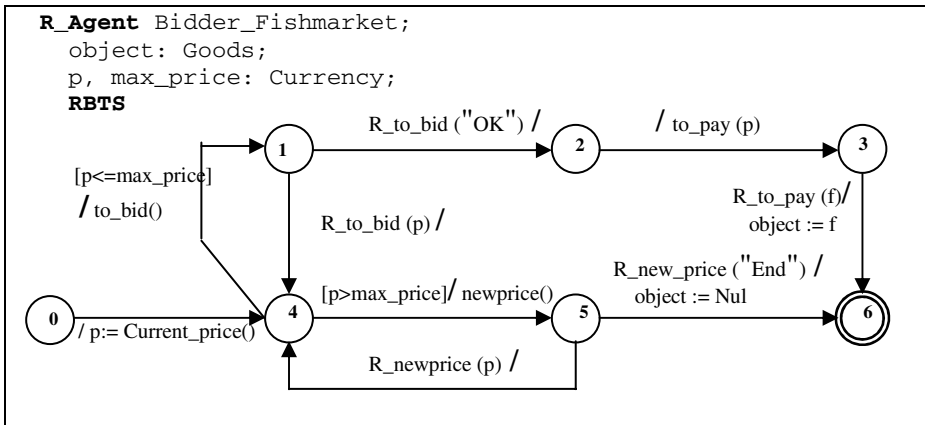 R_Agent Bidder_Fishmarket;
object: Goods;
p, max_price: Currency;
RBTS
R_to_bid ("OK") /
/ to_pay (p)
1
2
3
[p<=max_price]
/ to_bid()
R_to_bid (p) /
R_to_pay (f)/
object := f
[p>max_price]/ newprice()
R_new_price ("End") /
object := Nul
0
4
5
6
/ p:= Current_price()
R_newprice (p) /